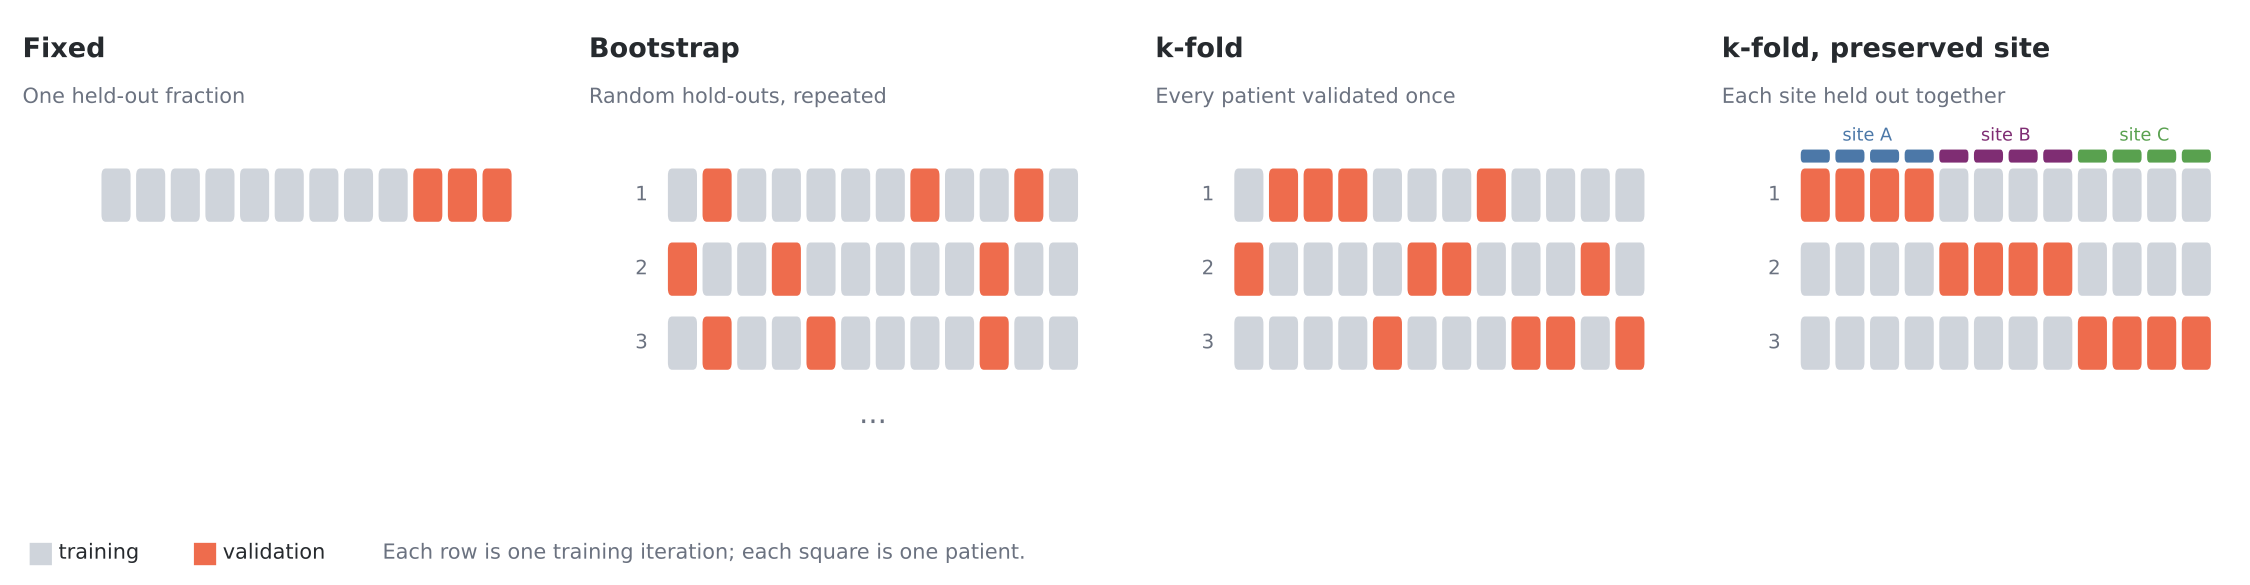 Fixed
One held-out fraction
Bootstrap
Random hold-outs, repeated
1
2
3
...
k-fold
Every patient validated once
1
2
3
k-fold, preserved site
Each site held out together
site A site B site C
1
2
3
training validation Each row is one training iteration; each square is one patient.